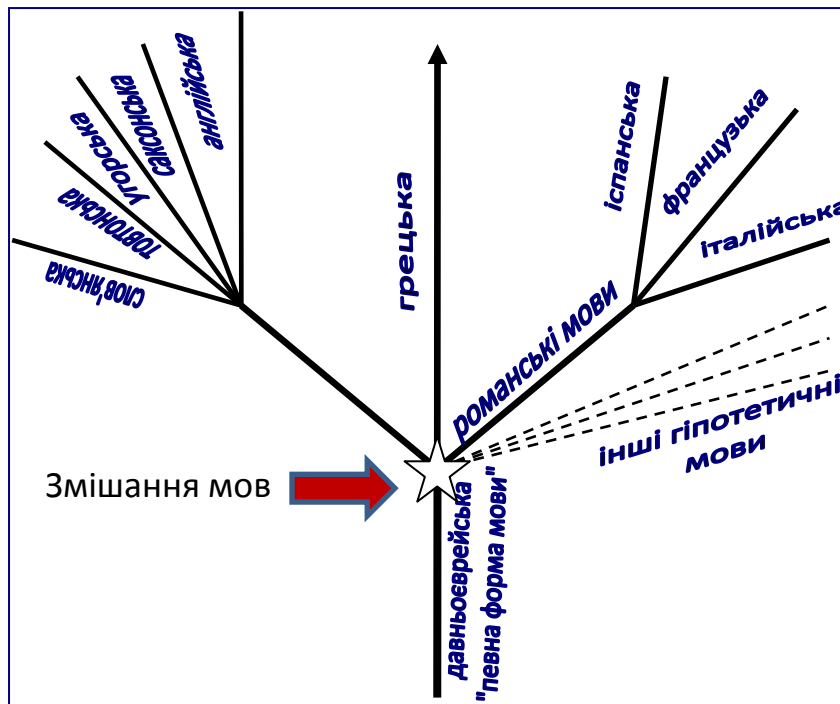 слов'янська
товтонська
угорська
саксонська
англійська
грецька
іспанська
французька
італійська
романські мови
інші гіпотетичні
мови
Змішання мов
давньоєврейська
"певна форма мови"